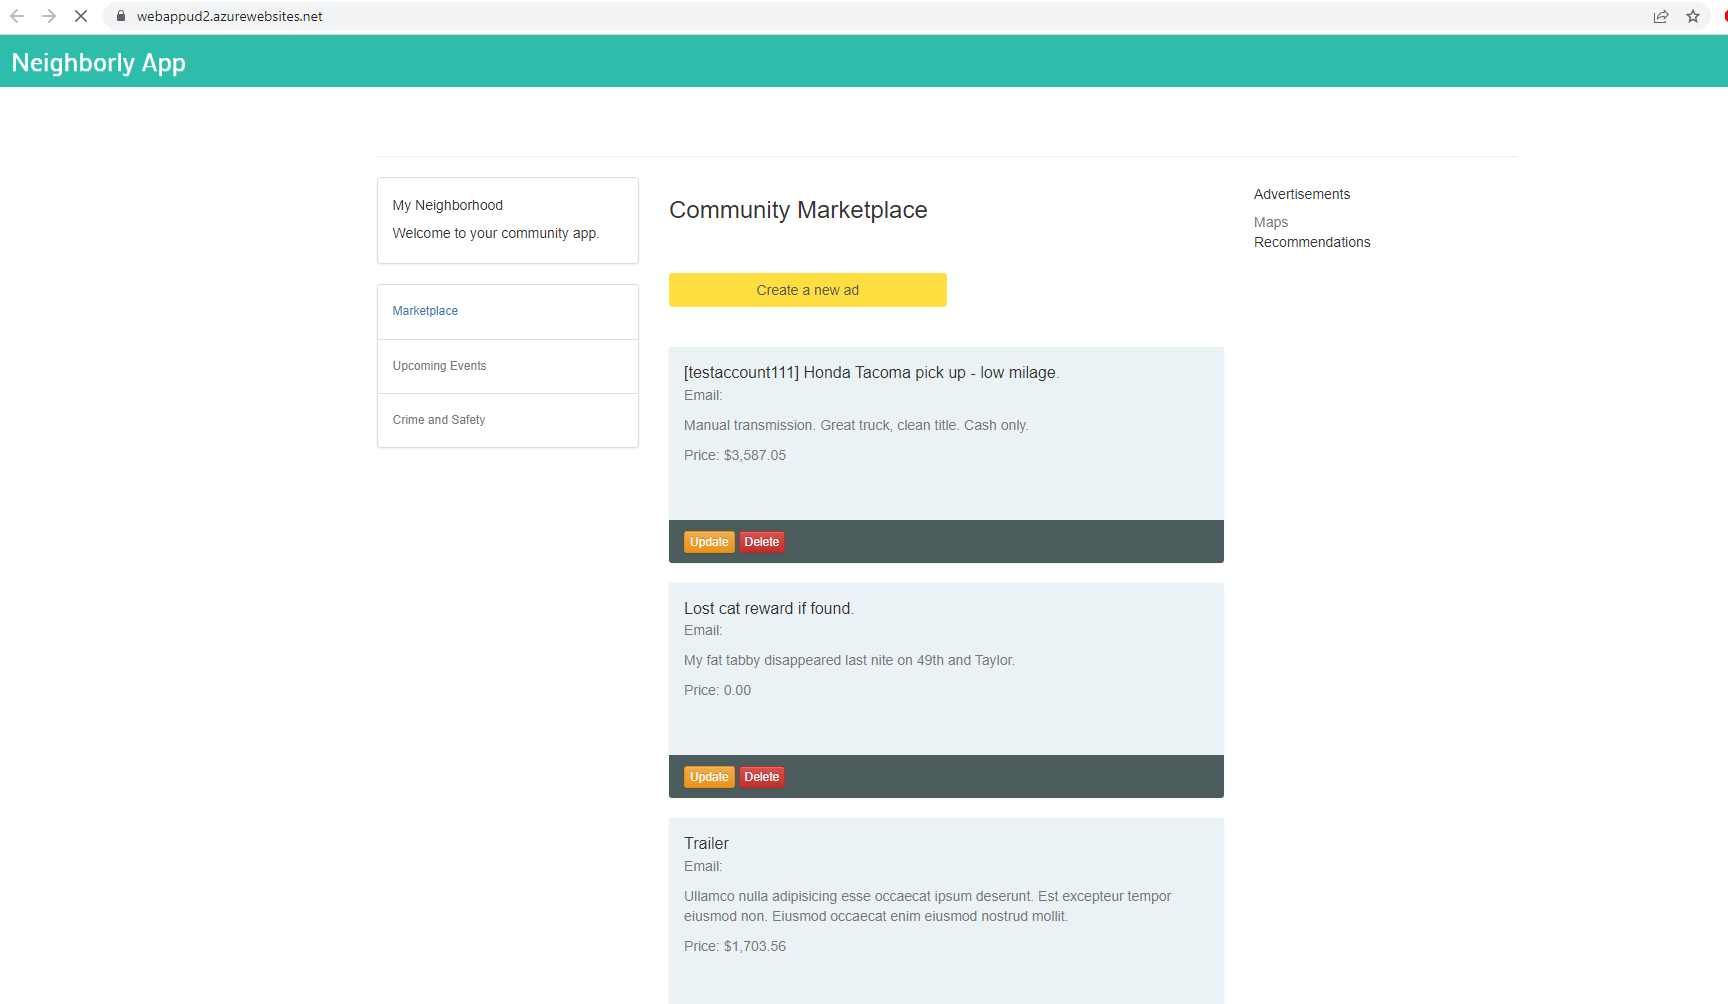 webappud2.azurewebsites.net
Neighborly App
My Neighborhood
Welcome to your community app.
Marketplace
Upcoming Events
Crime and Safety
Community Marketplace
Create a new ad
[testaccount111] Honda Tacoma pick up - low milage.
Email:
Manual transmission. Great truck, clean title. Cash only.
Price: $3,587.05
Update Delete
Lost cat reward if found.
Email:
My fat tabby disappeared last nite on 49th and Taylor.
Price: 0.00
Update Delete
Trailer
Email:
Ullamco nulla adipisicing esse occaecat ipsum deserunt. Est excepteur tempor
eiusmod non. Eiusmod occaecat enim eiusmod nostrud mollit.
Price: $1,703.56
Advertisements
Maps
Recommendations